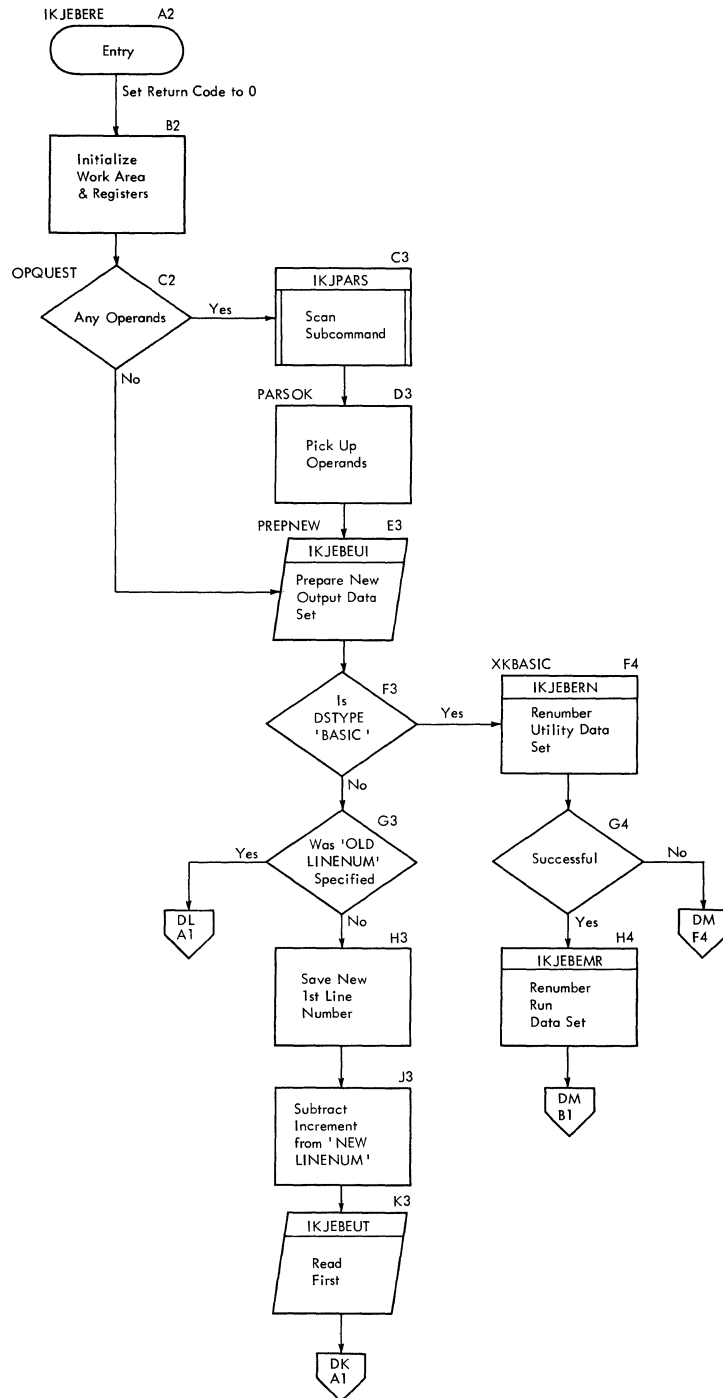 IKJEBERE A2
Entry
Set Return Code to 0
B2
Initialize
Work Area
& Registers
OPQUEST C2
Any Operands
Yes
No
C3
IKJPARS
Scan
Subcommand
PARSOK D3
Pick Up
Operands
PREPNEW E3
IKJEBEUI
Prepare New
Output Data
Set
F3
Is
DSTYPE
'BASIC'
Yes
No
XKBASIC F4
IKJEBERN
Renumber
Utility Data
Set
G3
Was 'OLD
LINENUM'
Specified
Yes
No
DL
A1
G4
Successful
No
Yes
DM
F4
H3
Save New
1st Line
Number
H4
IKJEBEMR
Renumber
Run
Data Set
DM
B1
J3
Subtract
Increment
from 'NEW
LINENUM'
K3
IKJEBEUT
Read
First
DK
A1